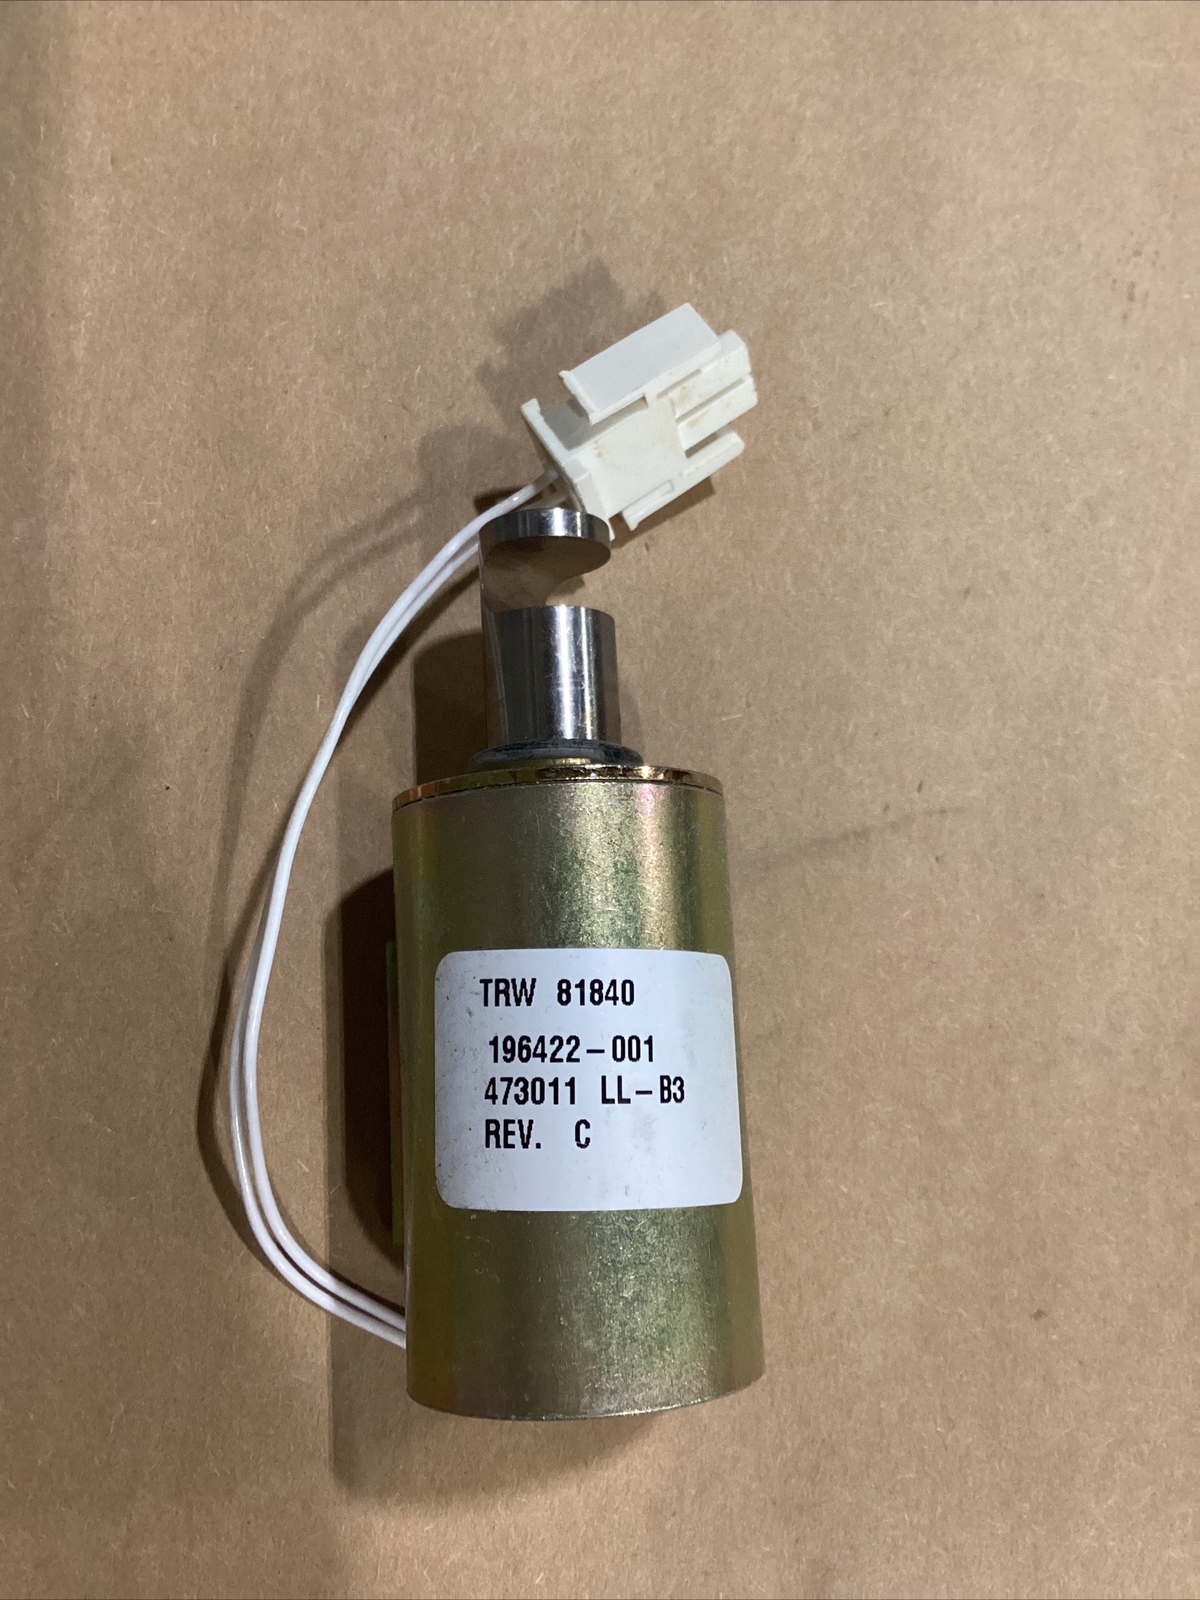 TRW 81840
196422-001
473011 LL-B3
REV. C